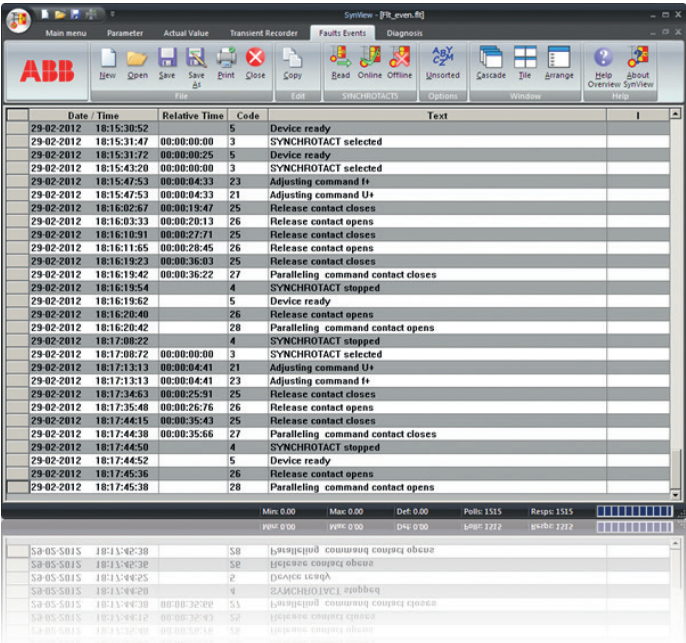 SynView - [Flt_even.flt]
Main menu Parameter Actual Value Transient Recorder Faults Events Diagnosis
ABB
New Open Save Save As Print Close Copy Read Online Offline Unsorted Cascade Tile Arrange Help Overview About SynView
File Edit SYNCHROTACT5 Options Window Help
Date / Time Relative Time Code Text I
29-02-2012 18:15:30:52 5 Device ready
29-02-2012 18:15:31:47 00:00:00:00 3 SYNCHROTACT selected
29-02-2012 18:15:31:72 00:00:00:25 5 Device ready
29-02-2012 18:15:43:20 00:00:00:00 3 SYNCHROTACT selected
29-02-2012 18:15:47:53 00:00:04:33 23 Adjusting command f+
29-02-2012 18:15:47:53 00:00:04:33 21 Adjusting command U+
29-02-2012 18:16:02:67 00:00:19:47 25 Release contact closes
29-02-2012 18:16:03:33 00:00:20:13 26 Release contact opens
29-02-2012 18:16:10:91 00:00:27:71 25 Release contact closes
29-02-2012 18:16:11:65 00:00:28:45 26 Release contact opens
29-02-2012 18:16:19:23 00:00:36:03 25 Release contact closes
29-02-2012 18:16:19:42 00:00:36:22 27 Paralleling command contact closes
29-02-2012 18:16:19:54 4 SYNCHROTACT stopped
29-02-2012 18:16:19:62 5 Device ready
29-02-2012 18:16:20:40 26 Release contact opens
29-02-2012 18:16:20:42 28 Paralleling command contact opens
29-02-2012 18:17:08:22 4 SYNCHROTACT stopped
29-02-2012 18:17:08:72 00:00:00:00 3 SYNCHROTACT selected
29-02-2012 18:17:13:13 00:00:04:41 21 Adjusting command U+
29-02-2012 18:17:13:13 00:00:04:41 23 Adjusting command f+
29-02-2012 18:17:34:63 00:00:25:91 25 Release contact closes
29-02-2012 18:17:35:48 00:00:26:76 26 Release contact opens
29-02-2012 18:17:44:15 00:00:35:43 25 Release contact closes
29-02-2012 18:17:44:38 00:00:35:66 27 Paralleling command contact closes
29-02-2012 18:17:44:50 4 SYNCHROTACT stopped
29-02-2012 18:17:44:52 5 Device ready
29-02-2012 18:17:45:36 26 Release contact opens
29-02-2012 18:17:45:38 28 Paralleling command contact opens
Min: 0.00 Max: 0.00 Def: 0.00 Polls: 1515 Resps: 1515